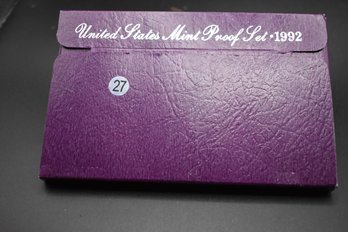 United States Mint Proof Set · 1992
27